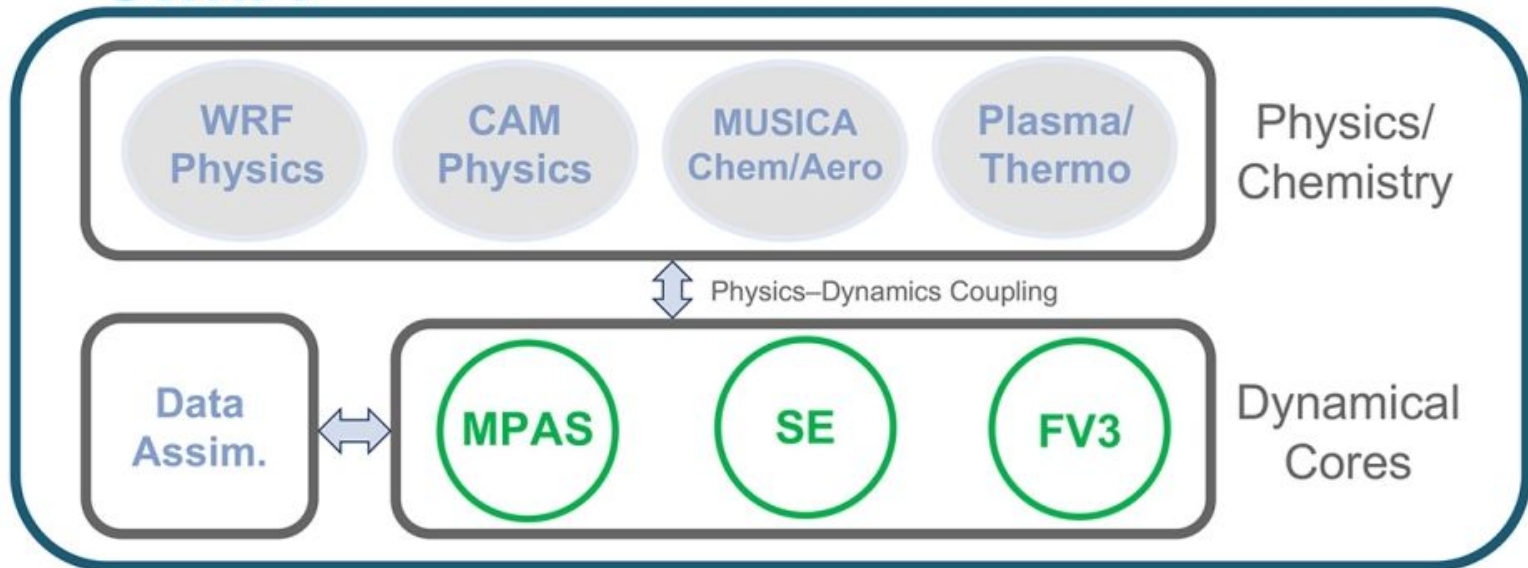 WRF
Physics
CAM
Physics
MUSICA
Chem/Aero
Plasma/
Thermo
Physics/
Chemistry
Physics–Dynamics Coupling
Data
Assim.
MPAS
SE
FV3
Dynamical
Cores